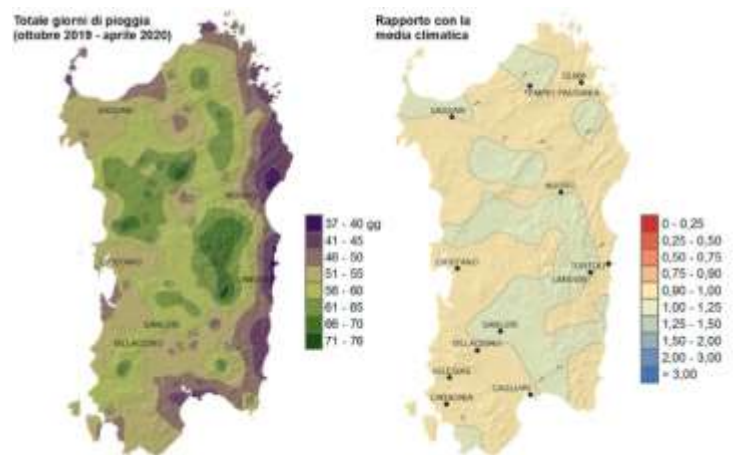 Totale giorni di pioggia
(ottobre 2019 - aprile 2020)
Rapporto con la
media climatica
OLBIA
TEMPIO PAUSANIA
SASSARI
SASSARI
NUORO
NUORO
ORISTANO
ORISTANO
TORTOLÌ
LANUSEI
LANUSEI
SANLURI
SANLURI
VILLACIDRO
VILLACIDRO
IGLESIAS
CARBONIA
CAGLIARI
37 - 40 gg
41 - 45
46 - 50
51 - 55
56 - 60
61 - 65
66 - 70
71 - 76
0 - 0,25
0,25 - 0,50
0,50 - 0,75
0,75 - 0,90
0,90 - 1,00
1,00 - 1,25
1,25 - 1,50
1,50 - 2,00
2,00 - 3,00
> 3,00